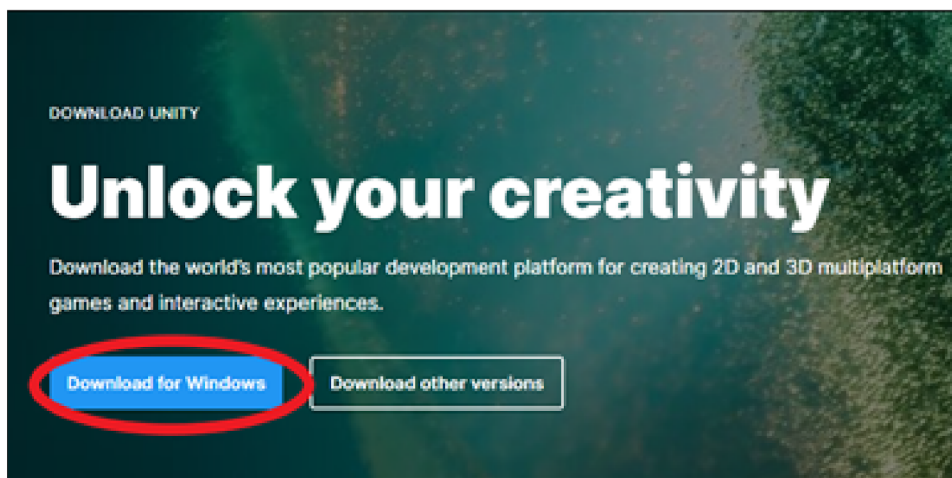 DOWNLOAD UNITY
Unlock your creativity
Download the world's most popular development platform for creating 2D and 3D multiplatform
games and interactive experiences.
Download for Windows
Download other versions